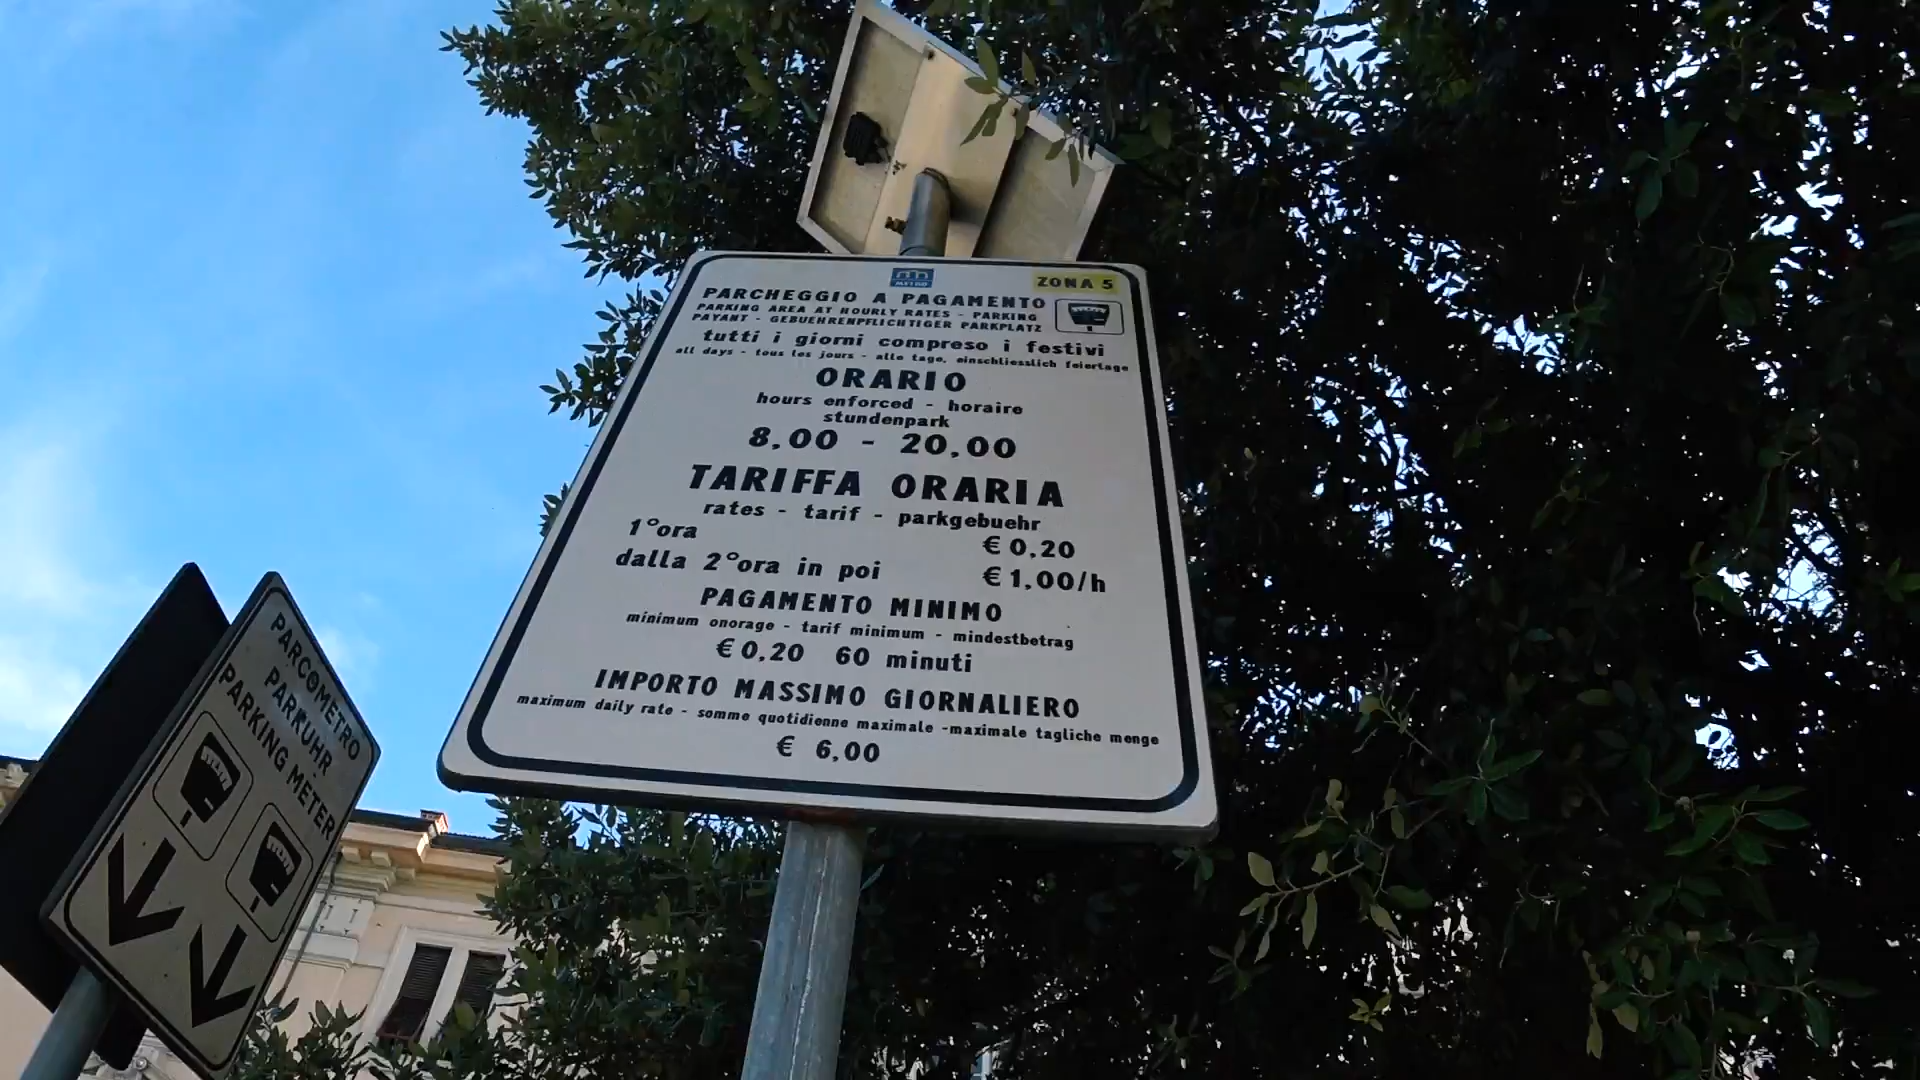 METRO
ZONA 5
PARCHEGGIO A PAGAMENTO
PARKING AREA AT HOURLY RATES - PARKING
PAYANT - GEBUEHRENPFLICHTIGER PARKPLATZ
tutti i giorni compreso i festivi
all days - tous les jours - alle tage, einschliesslich feiertage
ORARIO
hours enforced - horaire
stundenpark
8,00 - 20,00
TARIFFA ORARIA
rates - tarif - parkgebuehr
1°ora € 0,20
dalla 2°ora in poi € 1,00/h
PAGAMENTO MINIMO
minimum onorage - tarif minimum - mindestbetrag
€ 0,20 60 minuti
IMPORTO MASSIMO GIORNALIERO
maximum daily rate - somme quotidienne maximale -maximale tagliche menge
€ 6,00
PARCOMETRO
PARKUHR
PARKING METER